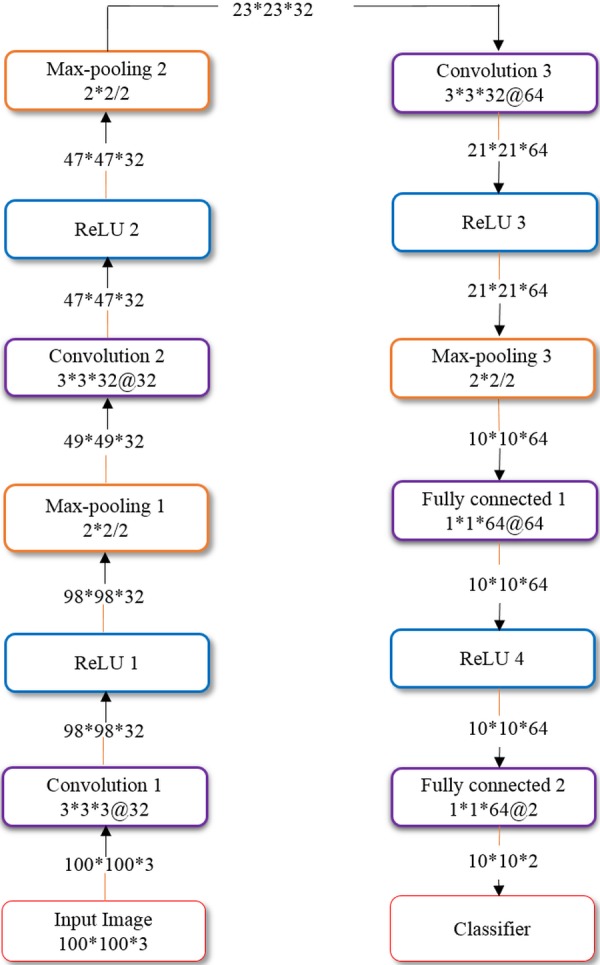 Input Image
100*100*3
100*100*3
Convolution 1
3*3*3@32
98*98*32
ReLU 1
98*98*32
Max-pooling 1
2*2/2
49*49*32
Convolution 2
3*3*32@32
47*47*32
ReLU 2
47*47*32
Max-pooling 2
2*2/2
23*23*32
Convolution 3
3*3*32@64
21*21*64
ReLU 3
21*21*64
Max-pooling 3
2*2/2
10*10*64
Fully connected 1
1*1*64@64
10*10*64
ReLU 4
10*10*64
Fully connected 2
1*1*64@2
10*10*2
Classifier